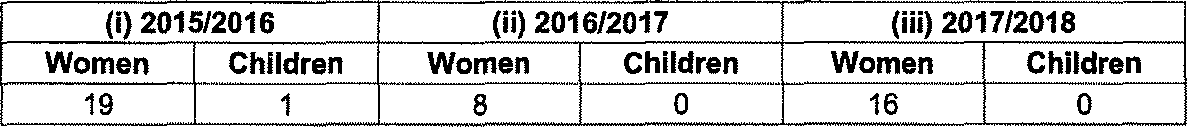 (i) 2015/2016 (ii) 2016/2017 (iii) 2017/2018
Women Children Women Children Women Children
19 1 8 0 16 0